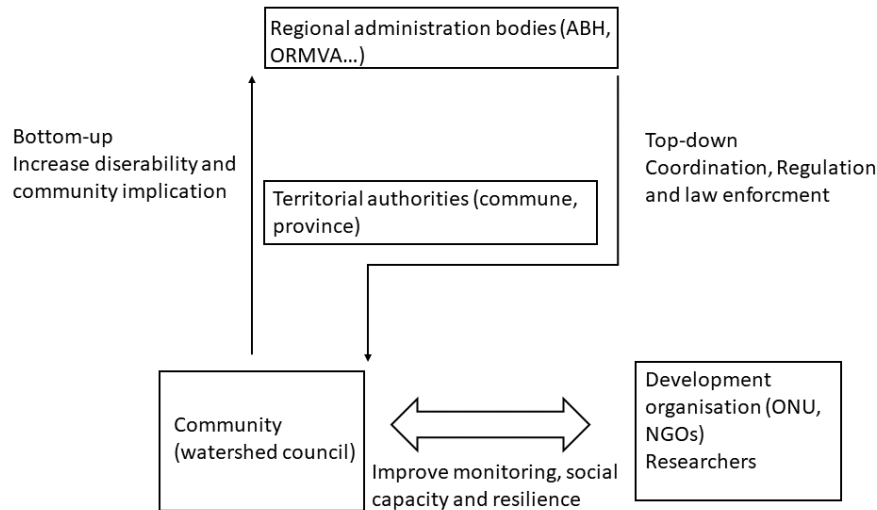 Regional administration bodies (ABH,
ORMVA...)
Bottom-up
Increase diserability and
community implication
Top-down
Coordination, Regulation
and law enforcment
Territorial authorities (commune,
province)
Community
(watershed council)
Improve monitoring, social
capacity and resilience
Development
organisation (ONU,
NGOs)
Researchers